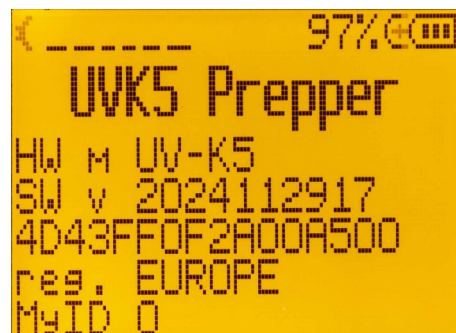 97%
UVK5 Prepper
HW M UV-K5
SW v 2024112917
4D43FF0F2A00A500
reg. EUROPE
MyID 0